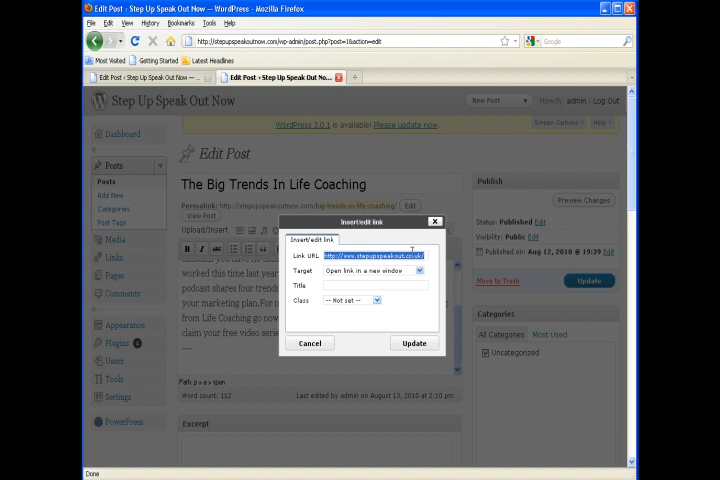 Edit Post ‹ Step Up Speak Out Now — WordPress - Mozilla Firefox
File Edit View History Bookmarks Tools Help
http://stepupspeakoutnow.com/wp-admin/post.php?post=1&action=edit
Google
Most Visited Getting Started Latest Headlines
Edit Post ‹ Step Up Speak Out Now — ...
Edit Post ‹ Step Up Speak Out No...
Step Up Speak Out Now
New Post
Howdy, admin | Log Out
Dashboard
WordPress 3.0.1 is available! Please update now.
Screen Options
Help
Edit Post
Posts
Posts
Add New
Categories
Post Tags
Media
Links
Pages
Comments
Appearance
Plugins 4
Users
Tools
Settings
PowerPress
The Big Trends In Life Coaching
Permalink: http://stepupspeakoutnow.com/big-trends-in-life-coaching/ Edit
View Post
Upload/Insert
B I ABC
worked this time last year
podcast shares four trends
your marketing plan.For n
from Life Coaching go now
claim your free video serie
----
Path: p » a » span
Word count: 112
Last edited by admin on August 13, 2010 at 2:10 pm
Excerpt
Insert/edit link
Insert/edit link
Link URL http://www.stepupspeakout.co.uk/
Target Open link in a new window
Title
Class -- Not set --
Cancel
Update
Publish
Preview Changes
Status: Published Edit
Visibility: Public Edit
Published on: Aug 12, 2010 @ 19:39 Edit
Move to Trash
Update
Categories
All Categories Most Used
Uncategorized
Done